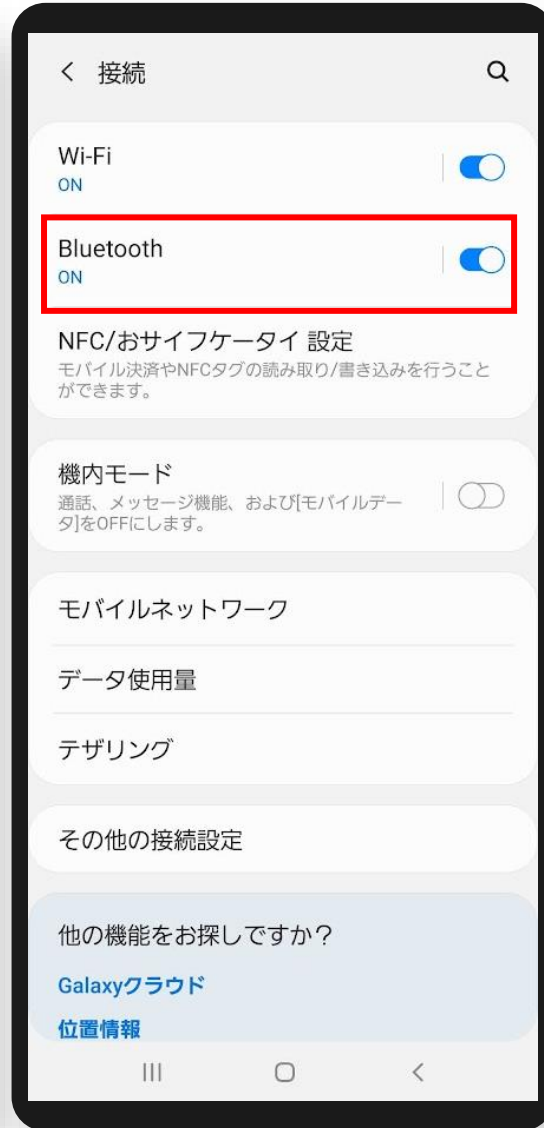 接続
Wi-Fi
ON
Bluetooth
ON
NFC/おサイフケータイ 設定
モバイル決済やNFCタグの読み取り/書き込みを行うこと
ができます。
機内モード
通話、メッセージ機能、および[モバイルデー
タ]をOFFにします。
モバイルネットワーク
データ使用量
テザリング
その他の接続設定
他の機能をお探しですか?
Galaxyクラウド
位置情報